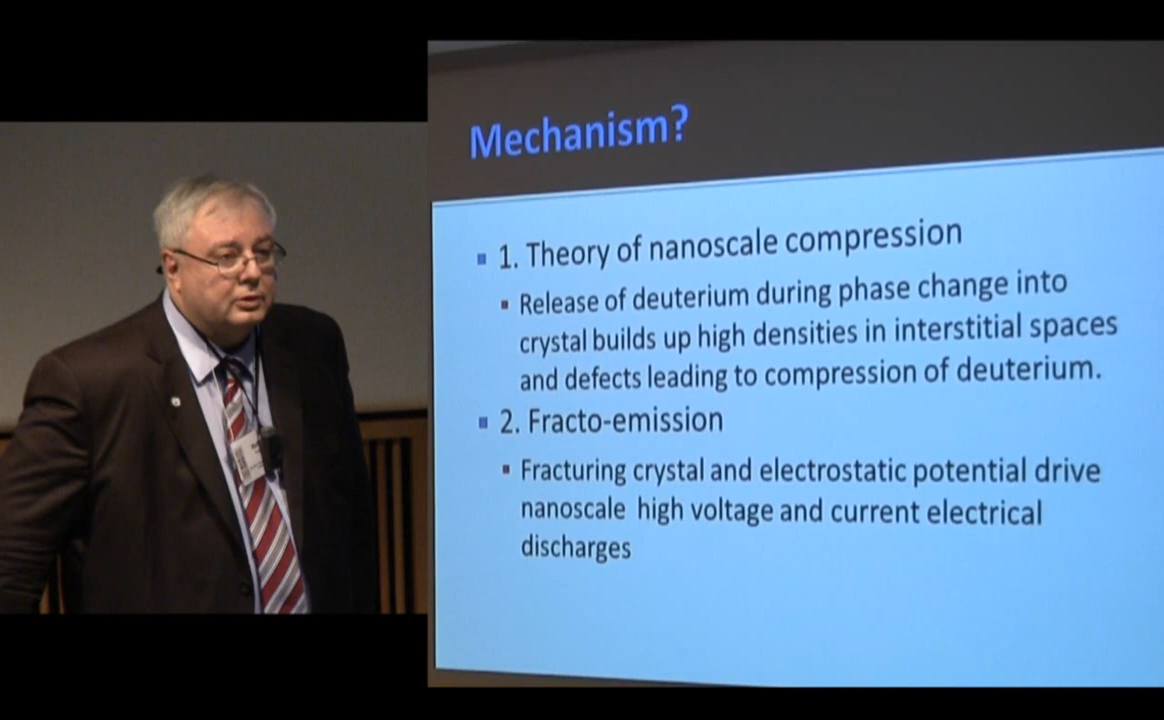 Mechanism?
1. Theory of nanoscale compression
Release of deuterium during phase change into
crystal builds up high densities in interstitial spaces
and defects leading to compression of deuterium.
2. Fracto-emission
Fracturing crystal and electrostatic potential drive
nanoscale high voltage and current electrical
discharges